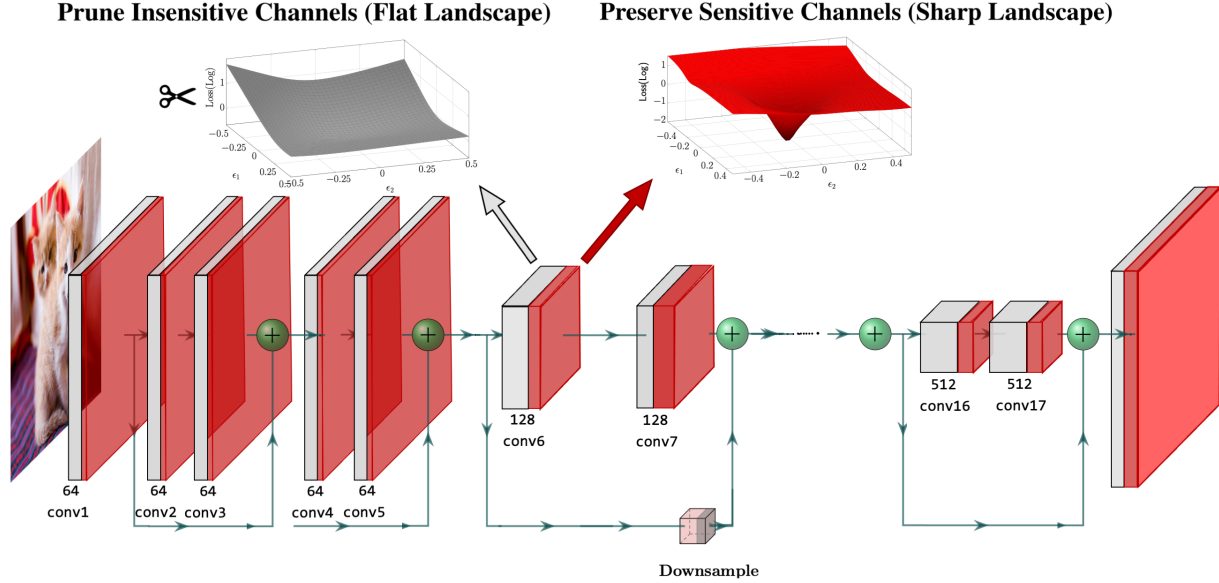 Prune Insensitive Channels (Flat Landscape)
Preserve Sensitive Channels (Sharp Landscape)
Loss(Log)
1
0
−0.5
−0.25
0
0.25
0.5
ϵ1
0.5
−0.25
0
0.25
0.5
ϵ2
Loss(Log)
1
0
−1
−2
−0.4
−0.2
0
0.2
0.4
ϵ1
−0.4
−0.2
0
0.2
0.4
ϵ2
64
conv1
64
conv2
64
conv3
64
conv4
64
conv5
128
conv6
128
conv7
512
conv16
512
conv17
+
+
+
+
+
Downsample